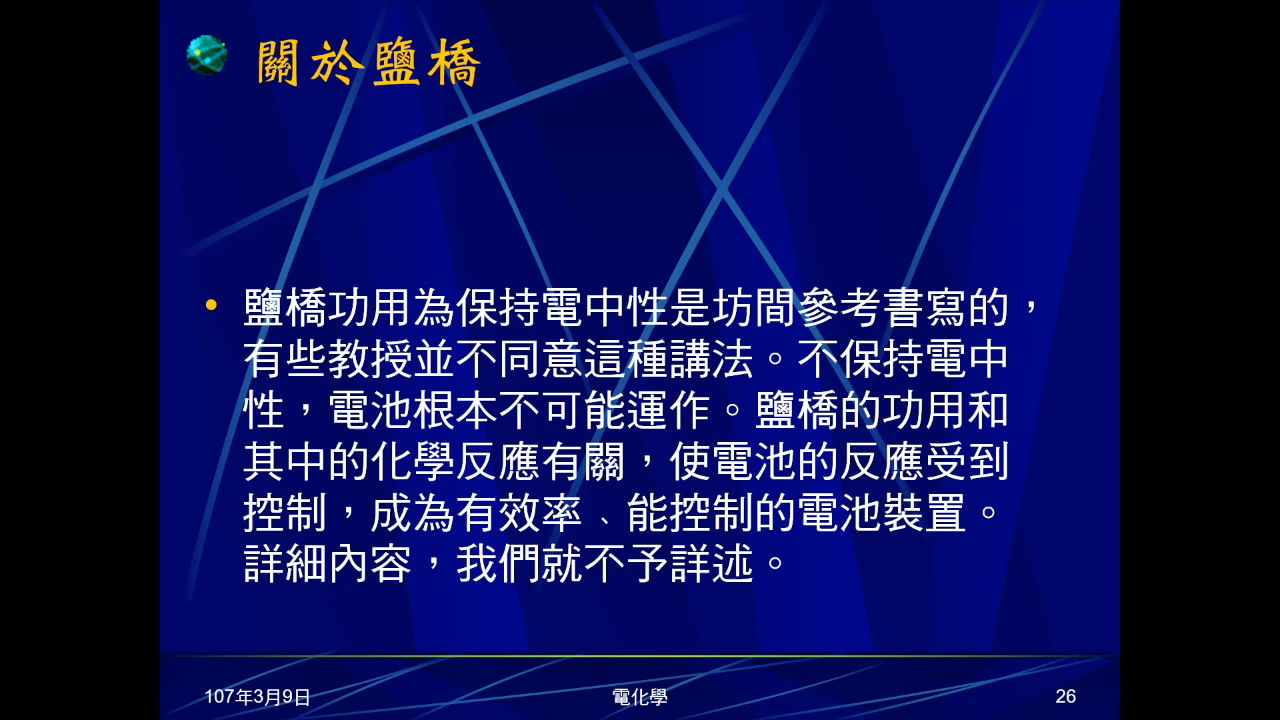 關於鹽橋
• 鹽橋功用為保持電中性是坊間參考書寫的，
有些教授並不同意這種講法。不保持電中
性，電池根本不可能運作。鹽橋的功用和
其中的化學反應有關，使電池的反應受到
控制，成為有效率﹑能控制的電池裝置。
詳細內容，我們就不予詳述。
107年3月9日
電化學
26